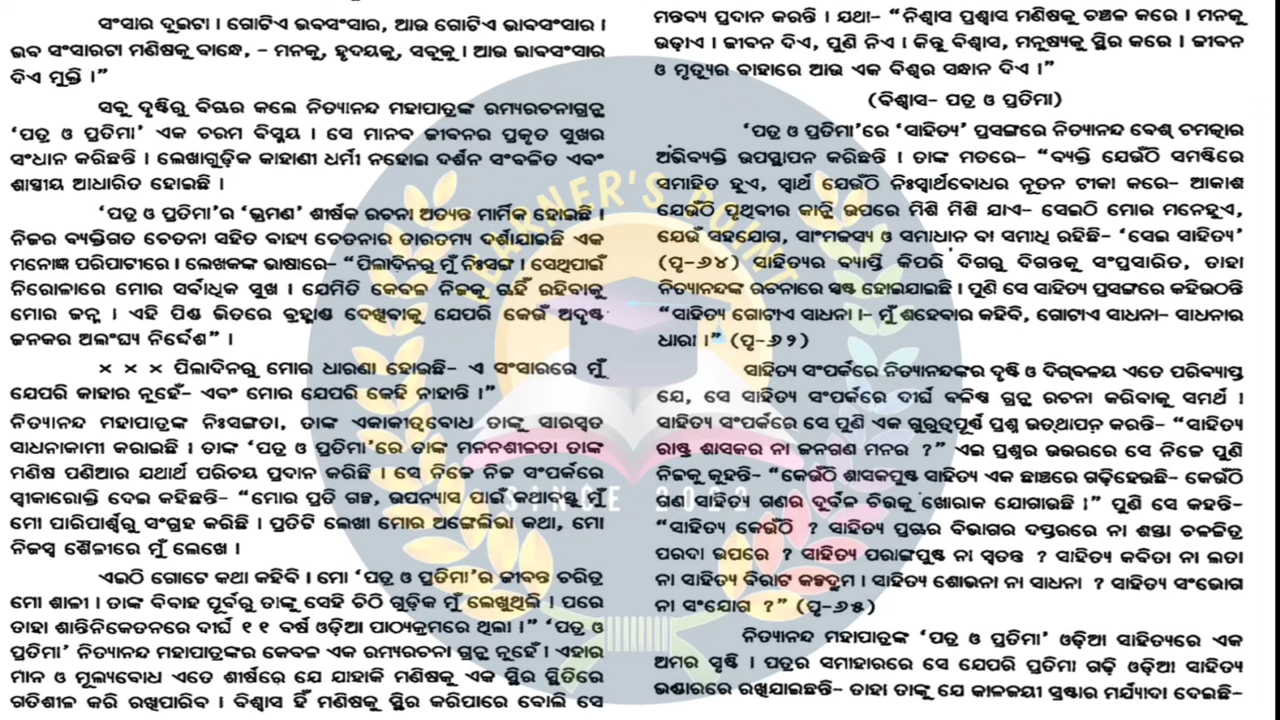 ସଂସାର ଦୁଇଟା । ଗୋଟିଏ ଭବସଂସାର, ଆଉ ଗୋଟିଏ ଭାବସଂସାର ।
ଭବ ସଂସାରଟା ମଣିଷକୁ ବାନ୍ଧେ, – ମନକୁ, ହୃଦୟକୁ, ସବୁକୁ । ଆଉ ଭାବସଂସାର
ଦିଏ ମୁକ୍ତି ।”
ସବୁ ଦୃଷ୍ଟିରୁ ବିଚାର କଲେ ନିତ୍ୟାନନ୍ଦ ମହାପାତ୍ରଙ୍କ ରମ୍ୟରଚନାଗ୍ରନ୍ଥ
‘ପତ୍ର ଓ ପ୍ରତିମା’ ଏକ ଚରମ ବିସ୍ମୟ । ସେ ମାନବ ଜୀବନର ପ୍ରକୃତ ସୁଖର
ସଂଧାନ କରିଛନ୍ତି । ଲେଖାଗୁଡ଼ିକ କାହାଣୀ ଧର୍ମୀ ନହୋଇ ଦର୍ଶନ ସଂବଳିତ ଏବଂ
ଶାସ୍ତ୍ରୀୟ ଆଧାରିତ ହୋଇଛି ।
‘ପତ୍ର ଓ ପ୍ରତିମା’ର ‘ଭ୍ରମଣ’ ଶୀର୍ଷକ ରଚନା ଅତ୍ୟନ୍ତ ମାର୍ମିକ ହୋଇଛି ।
ନିଜର ବ୍ୟକ୍ତିଗତ ଚେତନା ସହିତ ବାହ୍ୟ ଚେତନାର ତାରତମ୍ୟ ଦର୍ଶାଯାଇଛି ଏକ
ମନୋଜ୍ଞ ପରିପାଟୀରେ । ଲେଖକଙ୍କ ଭାଷାରେ– “ପିଲାଦିନରୁ ମୁଁ ନିଃସଙ୍ଗ । ସେଥିପାଇଁ
ନିରୋଳାରେ ମୋର ସର୍ବାଧିକ ସୁଖ । ଯେମିତି କେବଳ ନିଜକୁ ଚାହିଁ ରହିବାକୁ
ମୋର ଜନ୍ମ । ଏହି ପିଣ୍ଡ ଭିତରେ ବ୍ରହ୍ମାଣ୍ଡ ଦେଖିବାକୁ ଯେପରି କେଉଁ ଅଦୃଷ୍ଟ
ଜନକର ଅଲଂଘ୍ୟ ନିର୍ଦ୍ଦେଶ” ।
× × × ପିଲାଦିନରୁ ମୋର ଧାରଣା ହୋଇଛି– ଏ ସଂସାରରେ ମୁଁ
ଯେପରି କାହାର ନୁହେଁ– ଏବଂ ମୋର ଯେପରି କେହି ନାହାନ୍ତି ।”
ନିତ୍ୟାନନ୍ଦ ମହାପାତ୍ରଙ୍କ ନିଃସଙ୍ଗତା, ତାଙ୍କ ଏକାକୀତ୍ୱବୋଧ ତାଙ୍କୁ ସାରସ୍ୱତ
ସାଧନାକାମୀ କରାଇଛି । ତାଙ୍କ ‘ପତ୍ର ଓ ପ୍ରତିମା’ରେ ତାଙ୍କ ମନନଶୀଳତା ତାଙ୍କ
ମଣିଷ ପଣିଆର ଯଥାର୍ଥ ପରିଚୟ ପ୍ରଦାନ କରିଛି । ସେ ନିଜେ ନିଜ ସଂପର୍କରେ
ସ୍ୱୀକାରୋକ୍ତି ଦେଇ କହିଛନ୍ତି– “ମୋର ପ୍ରତି ଗଳ୍ପ, ଉପନ୍ୟାସ ପାଇଁ କଥାବସ୍ତୁ ମୁଁ
ମୋ ପାରିପାର୍ଶ୍ୱରୁ ସଂଗ୍ରହ କରିଛି । ପ୍ରତିଟି ଲେଖା ମୋର ଅଙ୍ଗେଲିଭା କଥା, ମୋ
ନିଜସ୍ୱ ଶୈଳୀରେ ମୁଁ ଲେଖେ ।
ଏଇଠି ଗୋଟେ କଥା କହିବି । ମୋ ‘ପତ୍ର ଓ ପ୍ରତିମା’ର ଜୀବନ୍ତ ଚରିତ୍ର
ମୋ ଶାଳୀ । ତାଙ୍କ ବିବାହ ପୂର୍ବରୁ ତାଙ୍କୁ ସେହି ଚିଠି ଗୁଡ଼ିକ ମୁଁ ଲେଖୁଥିଲି । ପରେ
ତାହା ଶାନ୍ତିନିକେତନରେ ଦୀର୍ଘ ୧୧ ବର୍ଷ ଓଡ଼ିଆ ପାଠ୍ୟକ୍ରମରେ ଥିଲା ।” ‘ପତ୍ର ଓ
ପ୍ରତିମା’ ନିତ୍ୟାନନ୍ଦ ମହାପାତ୍ରଙ୍କର କେବଳ ଏକ ରମ୍ୟରଚନା ଗ୍ରନ୍ଥ ନୁହେଁ । ଏହାର
ମାନ ଓ ମୂଲ୍ୟବୋଧ ଏତେ ଶୀର୍ଷରେ ଯେ ଯାହାକି ମଣିଷକୁ ଏକ ସ୍ଥିର ସ୍ଥିତିରେ
ଗତିଶୀଳ କରି ରଖିପାରିବ । ବିଶ୍ୱାସ ହିଁ ମଣିଷକୁ ସ୍ଥିର କରିପାରେ ବୋଲି ସେ
ମନ୍ତବ୍ୟ ପ୍ରଦାନ କରନ୍ତି । ଯଥା– “ନିଶ୍ୱାସ ପ୍ରଶ୍ୱାସ ମଣିଷକୁ ଚଞ୍ଚଳ କରେ । ମନକୁ
ଉଡ଼ାଏ । ଜୀବନ ଦିଏ, ପୁଣି ନିଏ । କିନ୍ତୁ ବିଶ୍ୱାସ, ମନୁଷ୍ୟକୁ ସ୍ଥିର କରେ । ଜୀବନ
ଓ ମୃତ୍ୟୁର ବାହାରେ ଆଉ ଏକ ବିଶ୍ୱର ସନ୍ଧାନ ଦିଏ ।”
(ବିଶ୍ୱାସ– ପତ୍ର ଓ ପ୍ରତିମା)
‘ପତ୍ର ଓ ପ୍ରତିମା’ରେ ‘ସାହିତ୍ୟ’ ପ୍ରସଙ୍ଗରେ ନିତ୍ୟାନନ୍ଦ ବେଶ୍ ଚମତ୍କାର
ଅଭିବ୍ୟକ୍ତି ଉପସ୍ଥାପନ କରିଛନ୍ତି । ତାଙ୍କ ମତରେ– “ବ୍ୟକ୍ତି ଯେଉଁଠି ସମଷ୍ଟିରେ
ସମାହିତ ହୁଏ, ସ୍ୱାର୍ଥ ଯେଉଁଠି ନିଃସ୍ୱାର୍ଥବୋଧର ନୂତନ ଟୀକା କରେ– ଆକାଶ
ଯେଉଁଠି ପୃଥିବୀର କାନ୍ତି ଉପରେ ମିଶି ମିଶି ଯାଏ– ସେଇଠି ମୋର ମନେହୁଏ,
ଯେଉଁ ସହଯୋଗ, ସାଂମଜସ୍ୟ ଓ ସମାଧାନ ବା ସମାଧି ରହିଛି– ‘ସେଇ ସାହିତ୍ୟ’
(ପୃ–୬୪) ସାହିତ୍ୟର ବ୍ୟାପ୍ତି କିପରି ଦିଗରୁ ଦିଗନ୍ତକୁ ସଂପ୍ରସାରିତ, ତାହା
ନିତ୍ୟାନନ୍ଦଙ୍କ ରଚନାରେ ସ୍ପଷ୍ଟ ହୋଇଯାଇଛି । ପୁଣି ସେ ସାହିତ୍ୟ ପ୍ରସଙ୍ଗରେ କହିଉଠନ୍ତି
“ସାହିତ୍ୟ ଗୋଟାଏ ସାଧନା ।– ମୁଁ ଶହେବାର କହିବି, ଗୋଟାଏ ସାଧନା– ସାଧନାର
ଧାରା ।” (ପୃ–୬୨)
ସାହିତ୍ୟ ସଂପର୍କରେ ନିତ୍ୟାନନ୍ଦଙ୍କର ଦୃଷ୍ଟି ଓ ଦିଗ୍‌ବଳୟ ଏତେ ପରିବ୍ୟାପ୍ତ
ଯେ, ସେ ସାହିତ୍ୟ ସଂପର୍କରେ ଦୀର୍ଘ ବଳିଷ୍ଠ ଗ୍ରନ୍ଥ ରଚନା କରିବାକୁ ସମର୍ଥ ।
ସାହିତ୍ୟ ସଂପର୍କରେ ସେ ପୁଣି ଏକ ଗୁରୁତ୍ୱପୂର୍ଣ୍ଣ ପ୍ରଶ୍ନ ଉତ୍‌ଥାପନ କରନ୍ତି– “ସାହିତ୍ୟ
ରାଷ୍ଟ୍ର ଶାସକର ନା ଜନଗଣ ମନର ?” ଏଇ ପ୍ରଶ୍ନର ଉତ୍ତରରେ ସେ ନିଜେ ପୁଣି
ନିଜକୁ କୁହନ୍ତି– “କେଉଁଠି ଶାସକପୁଷ୍ଟ ସାହିତ୍ୟ ଏକ ଛାଞ୍ଚରେ ଗଢ଼ିହେଉଛି– କେଉଁଠି
ଗଣ ସାହିତ୍ୟ ଗଣର ଦୁର୍ବଳ ଚିତ୍ତକୁ ଖୋରାକ ଯୋଗାଉଛି ।” ପୁଣି ସେ କହନ୍ତି–
“ସାହିତ୍ୟ କେଉଁଠି ? ସାହିତ୍ୟ ପ୍ରଚାର ବିଭାଗର ଦପ୍ତରରେ ନା ଶସ୍ତା ଚଳଚ୍ଚିତ୍ର
ପରଦା ଉପରେ ? ସାହିତ୍ୟ ପରାଙ୍ଗପୁଷ୍ଟ ନା ସ୍ୱତନ୍ତ ? ସାହିତ୍ୟ କବିତା ନା ଲତା
ନା ସାହିତ୍ୟ ବିରାଟ କଳ୍ପଦ୍ରୁମ । ସାହିତ୍ୟ ଶୋଭନା ନା ସାଧନା ? ସାହିତ୍ୟ ସଂଭୋଗ
ନା ସଂଯୋଗ ?” (ପୃ–୬୫)
ନିତ୍ୟାନନ୍ଦ ମହାପାତ୍ରଙ୍କ ‘ପତ୍ର ଓ ପ୍ରତିମା’ ଓଡ଼ିଆ ସାହିତ୍ୟରେ ଏକ
ଅମର ସୃଷ୍ଟି । ପତ୍ରର ସମାହାରରେ ସେ ଯେପରି ପ୍ରତିମା ଗଢ଼ି ଓଡ଼ିଆ ସାହିତ୍ୟ
ଭଣ୍ଡାରରେ ରଖିଯାଇଛନ୍ତି– ତାହା ତାଙ୍କୁ ଯେ କାଳଜୟୀ ସ୍ରଷ୍ଟାର ମର୍ଯ୍ୟାଦା ଦେଇଛି–
LEARNER'S POINT
SINCE 2022